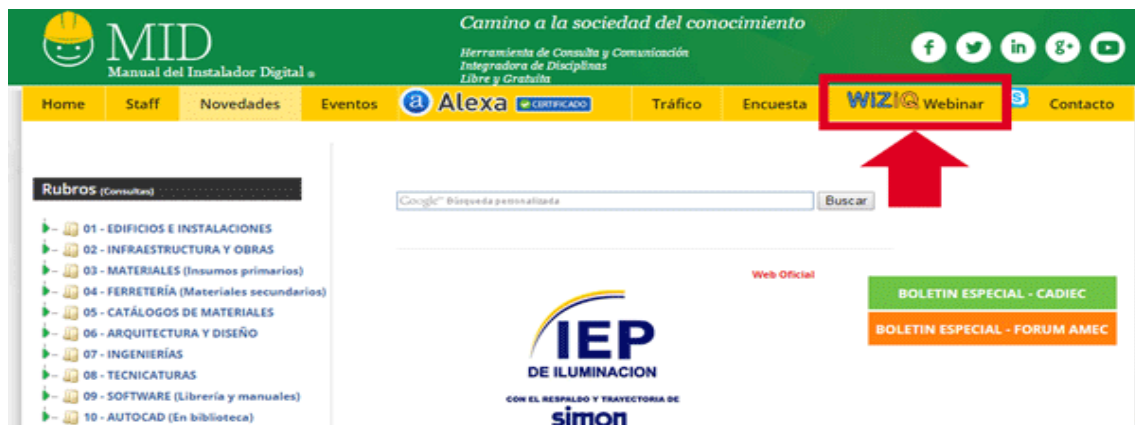 MID
Manual del Instalador Digital ®
Camino a la sociedad del conocimiento
Herramienta de Consulta y Comunicación
Integradora de Disciplinas
Libre y Gratuita
f in g+
Home Staff Novedades Eventos a Alexa CERTIFICADO Tráfico Encuesta WIZIQ Webinar S Contacto
Rubros (Consultas)
Google™ Búsqueda personalizada Buscar
01 - EDIFICIOS E INSTALACIONES
02 - INFRAESTRUCTURA Y OBRAS
03 - MATERIALES (Insumos primarios)
04 - FERRETERÍA (Materiales secundarios)
05 - CATÁLOGOS DE MATERIALES
06 - ARQUITECTURA Y DISEÑO
07 - INGENIERÍAS
08 - TECNICATURAS
09 - SOFTWARE (Librería y manuales)
10 - AUTOCAD (En biblioteca)
Web Oficial
IEP
DE ILUMINACION
CON EL RESPALDO Y TRAYECTORIA DE
simon
BOLETIN ESPECIAL - CADIEC
BOLETIN ESPECIAL - FORUM AMEC